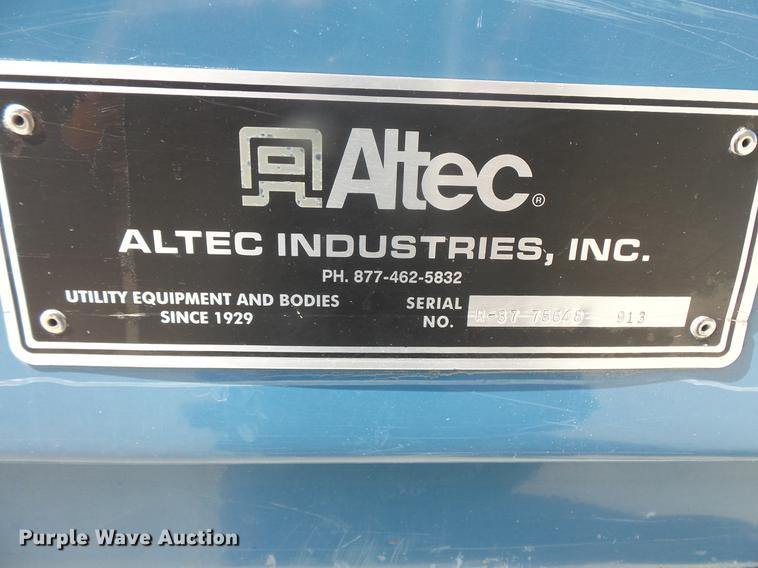 Altec®
ALTEC INDUSTRIES, INC.
PH. 877-462-5832
UTILITY EQUIPMENT AND BODIES
SINCE 1929
SERIAL
NO.
913
Purple Wave Auction